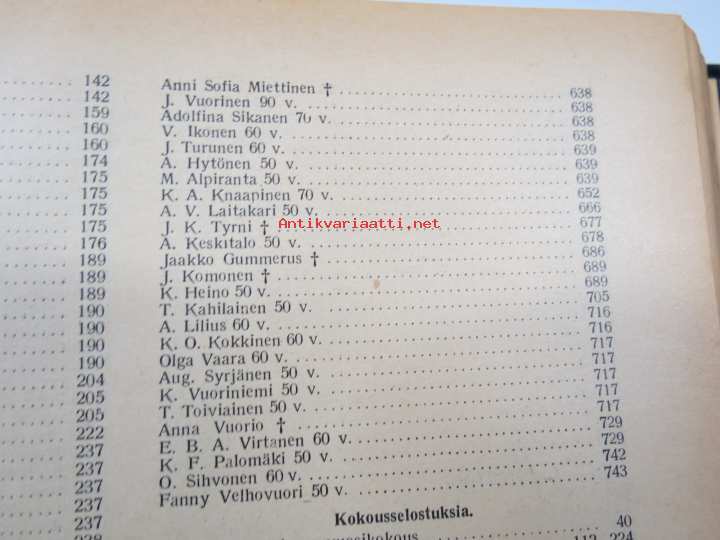 142
142
159
160
160
174
175
175
175
175
176
189
189
189
190
190
190
190
204
205
205
222
237
237
237
237
237
238
Anni Sofia Miettinen † 638
J. Vuorinen 90 v. 638
Adolfina Sikanen 70 v. 638
V. Ikonen 60 v. 638
J. Turunen 60 v. 639
A. Hytönen 50 v. 639
M. Alpiranta 50 v. 639
K. A. Knaapinen 70 v. 652
A. V. Laitakari 50 v. 666
J. K. Tyrni † 677
A. Keskitalo 50 v. 678
Jaakko Gummerus † 686
J. Komonen † 689
K. Heino 50 v. 689
T. Kahilainen 50 v. 705
A. Lilius 60 v. 716
K. O. Kokkinen 60 v. 716
Olga Vaara 60 v. 717
Aug. Syrjänen 50 v. 717
K. Vuoriniemi 50 v. 717
T. Toiviainen 50 v. 717
Anna Vuorio † 717
E. B. A. Virtanen 60 v. 729
K. F. Palomäki 50 v. 729
O. Sihvonen 60 v. 742
Fanny Velhovuori 50 v. 743
Kokousselostuksia.
40
224
Antikvariaatti.net